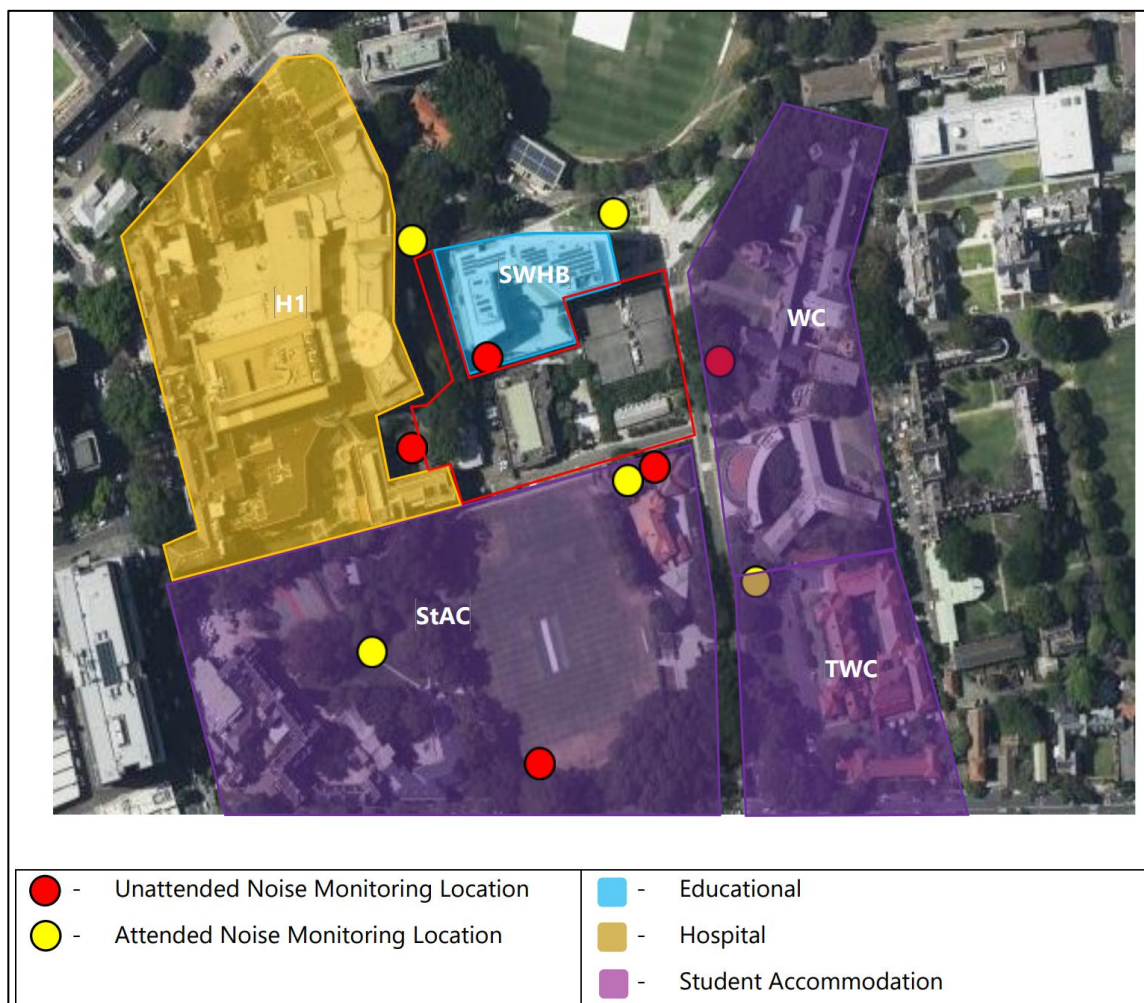 SWHB
H1
WC
StAC
TWC
- Unattended Noise Monitoring Location
- Attended Noise Monitoring Location
- Educational
- Hospital
- Student Accommodation